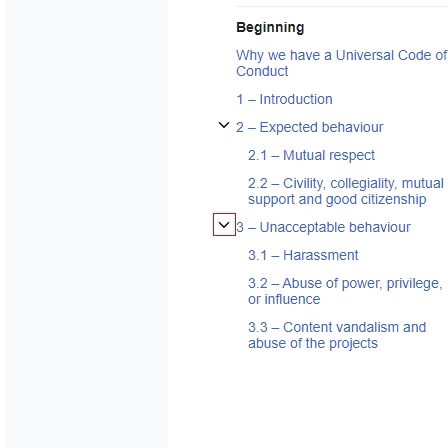 Beginning
Why we have a Universal Code of
Conduct
1 – Introduction
2 – Expected behaviour
2.1 – Mutual respect
2.2 – Civility, collegiality, mutual
support and good citizenship
3 – Unacceptable behaviour
3.1 – Harassment
3.2 – Abuse of power, privilege,
or influence
3.3 – Content vandalism and
abuse of the projects